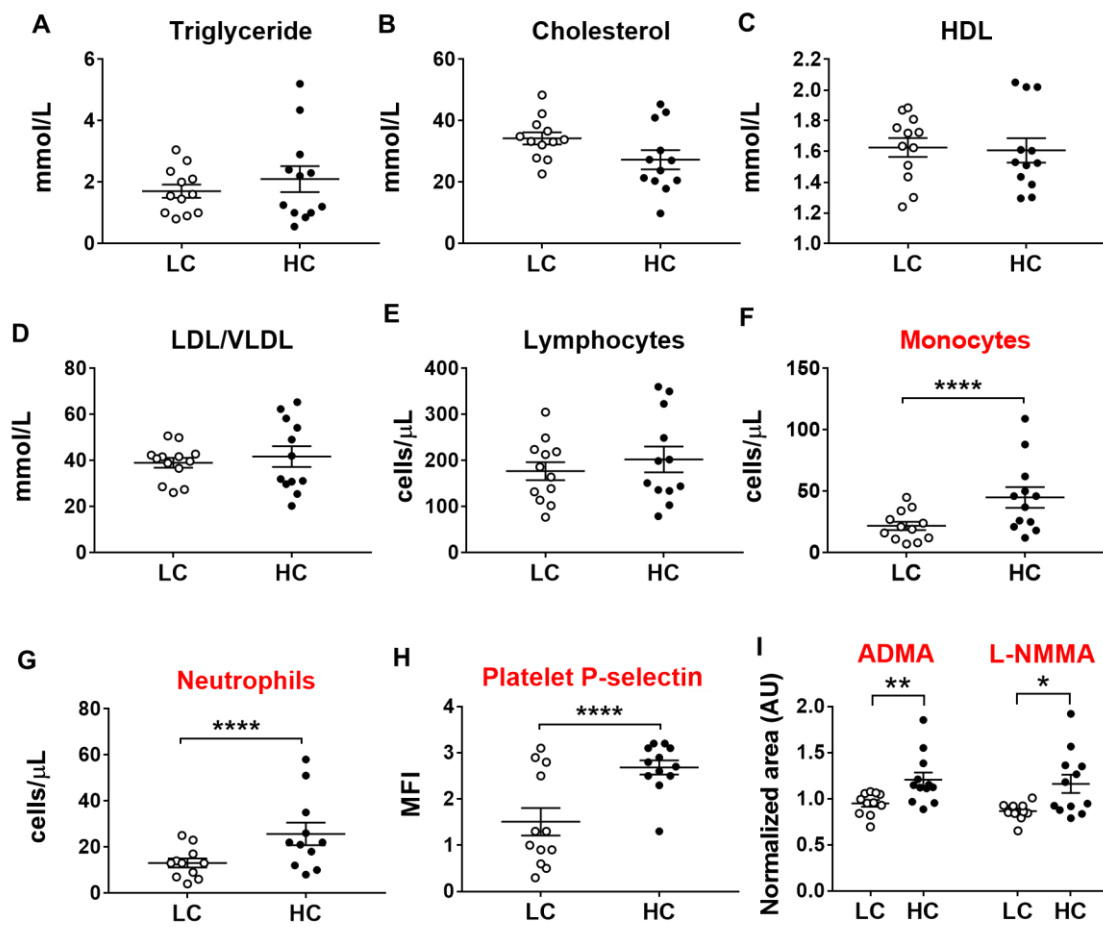 A
Triglyceride
6
4
2
0
mmol/L
LC
HC
B
Cholesterol
60
40
20
0
mmol/L
LC
HC
C
HDL
2.2
2.0
1.8
1.6
1.4
1.2
1.0
mmol/L
LC
HC
D
LDL/VLDL
80
60
40
20
0
mmol/L
LC
HC
E
Lymphocytes
400
300
200
100
0
cells/μL
LC
HC
F
Monocytes
150
100
50
0
cells/μL
****
LC
HC
G
Neutrophils
80
60
40
20
0
cells/μL
****
LC
HC
H
Platelet P-selectin
4
3
2
1
0
MFI
****
LC
HC
I
ADMA
L-NMMA
2.0
1.5
1.0
0.5
0.0
Normalized area (AU)
**
*
LC
HC
LC
HC